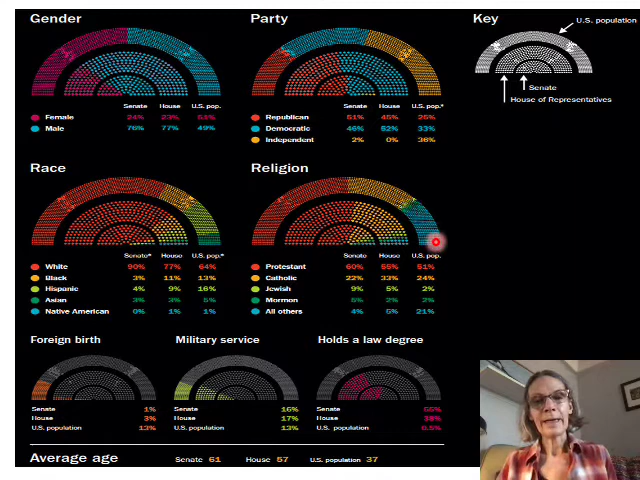 Gender
Senate House U.S. pop.
Female 24% 23% 51%
Male 76% 77% 49%
Party
Senate House U.S. pop.*
Republican 51% 45% 25%
Democratic 46% 52% 33%
Independent 2% 0% 36%
Key
U.S. population
Senate
House of Representatives
Race
Senate* House U.S. pop.*
White 90% 77% 64%
Black 3% 11% 13%
Hispanic 4% 9% 16%
Asian 3% 3% 5%
Native American 0% 1% 1%
Religion
Senate House U.S. pop.
Protestant 60% 55% 51%
Catholic 22% 33% 24%
Jewish 9% 5% 2%
Mormon 5% 2% 2%
All others 4% 5% 21%
Foreign birth
Senate 1%
House 3%
U.S. population 13%
Military service
Senate 16%
House 17%
U.S. population 13%
Holds a law degree
Senate 55%
House 38%
U.S. population 0.5%
Average age Senate 61 House 57 U.S. population 37